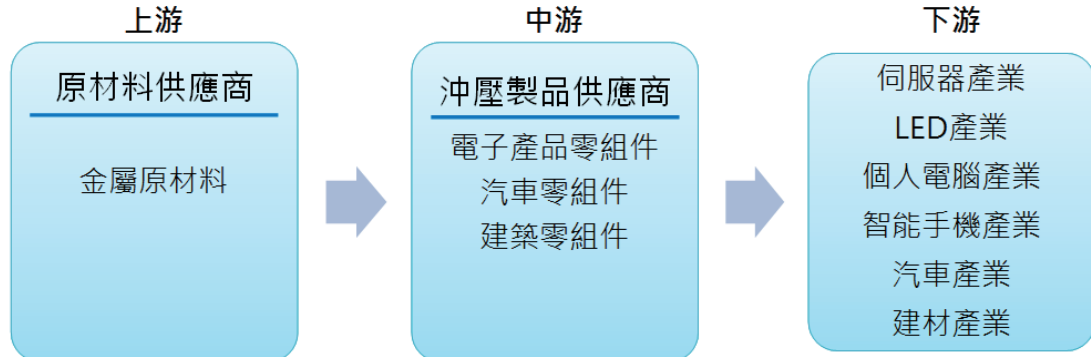 上游
原材料供應商
金屬原材料
中游
沖壓製品供應商
電子產品零組件
汽車零組件
建築零組件
下游
伺服器產業
LED產業
個人電腦產業
智能手機產業
汽車產業
建材產業